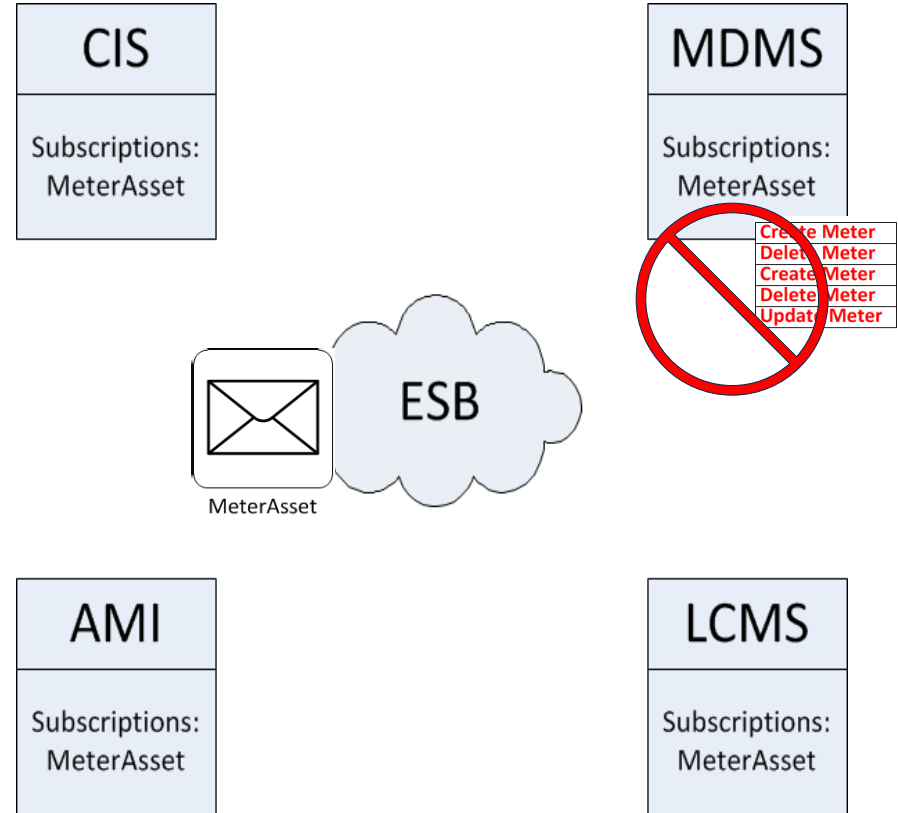 CIS
Subscriptions:
MeterAsset
MDMS
Subscriptions:
MeterAsset
Create Meter
Delete Meter
Create Meter
Delete Meter
Update Meter
ESB
MeterAsset
AMI
Subscriptions:
MeterAsset
LCMS
Subscriptions:
MeterAsset